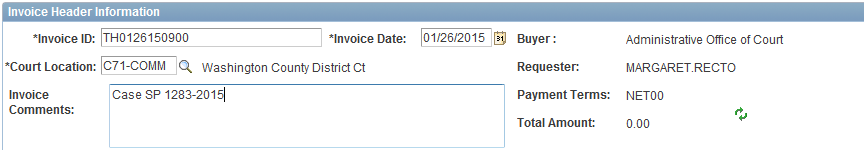 Invoice Header Information
*Invoice ID: TH0126150900 *Invoice Date: 01/26/2015 31 Buyer : Administrative Office of Court
*Court Location: C71-COMM Washington County District Ct Requester: MARGARET.RECTO
Invoice Comments: Case SP 1283-2015 Payment Terms: NET00
Total Amount: 0.00